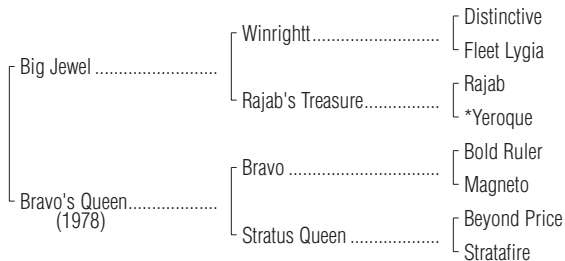 Distinctive
Winrightt
Fleet Lygia
Big Jewel
Rajab
Rajab's Treasure
*Yeroque
Bold Ruler
Bravo
Magneto
Bravo's Queen
(1978)
Beyond Price
Stratus Queen
Stratafire